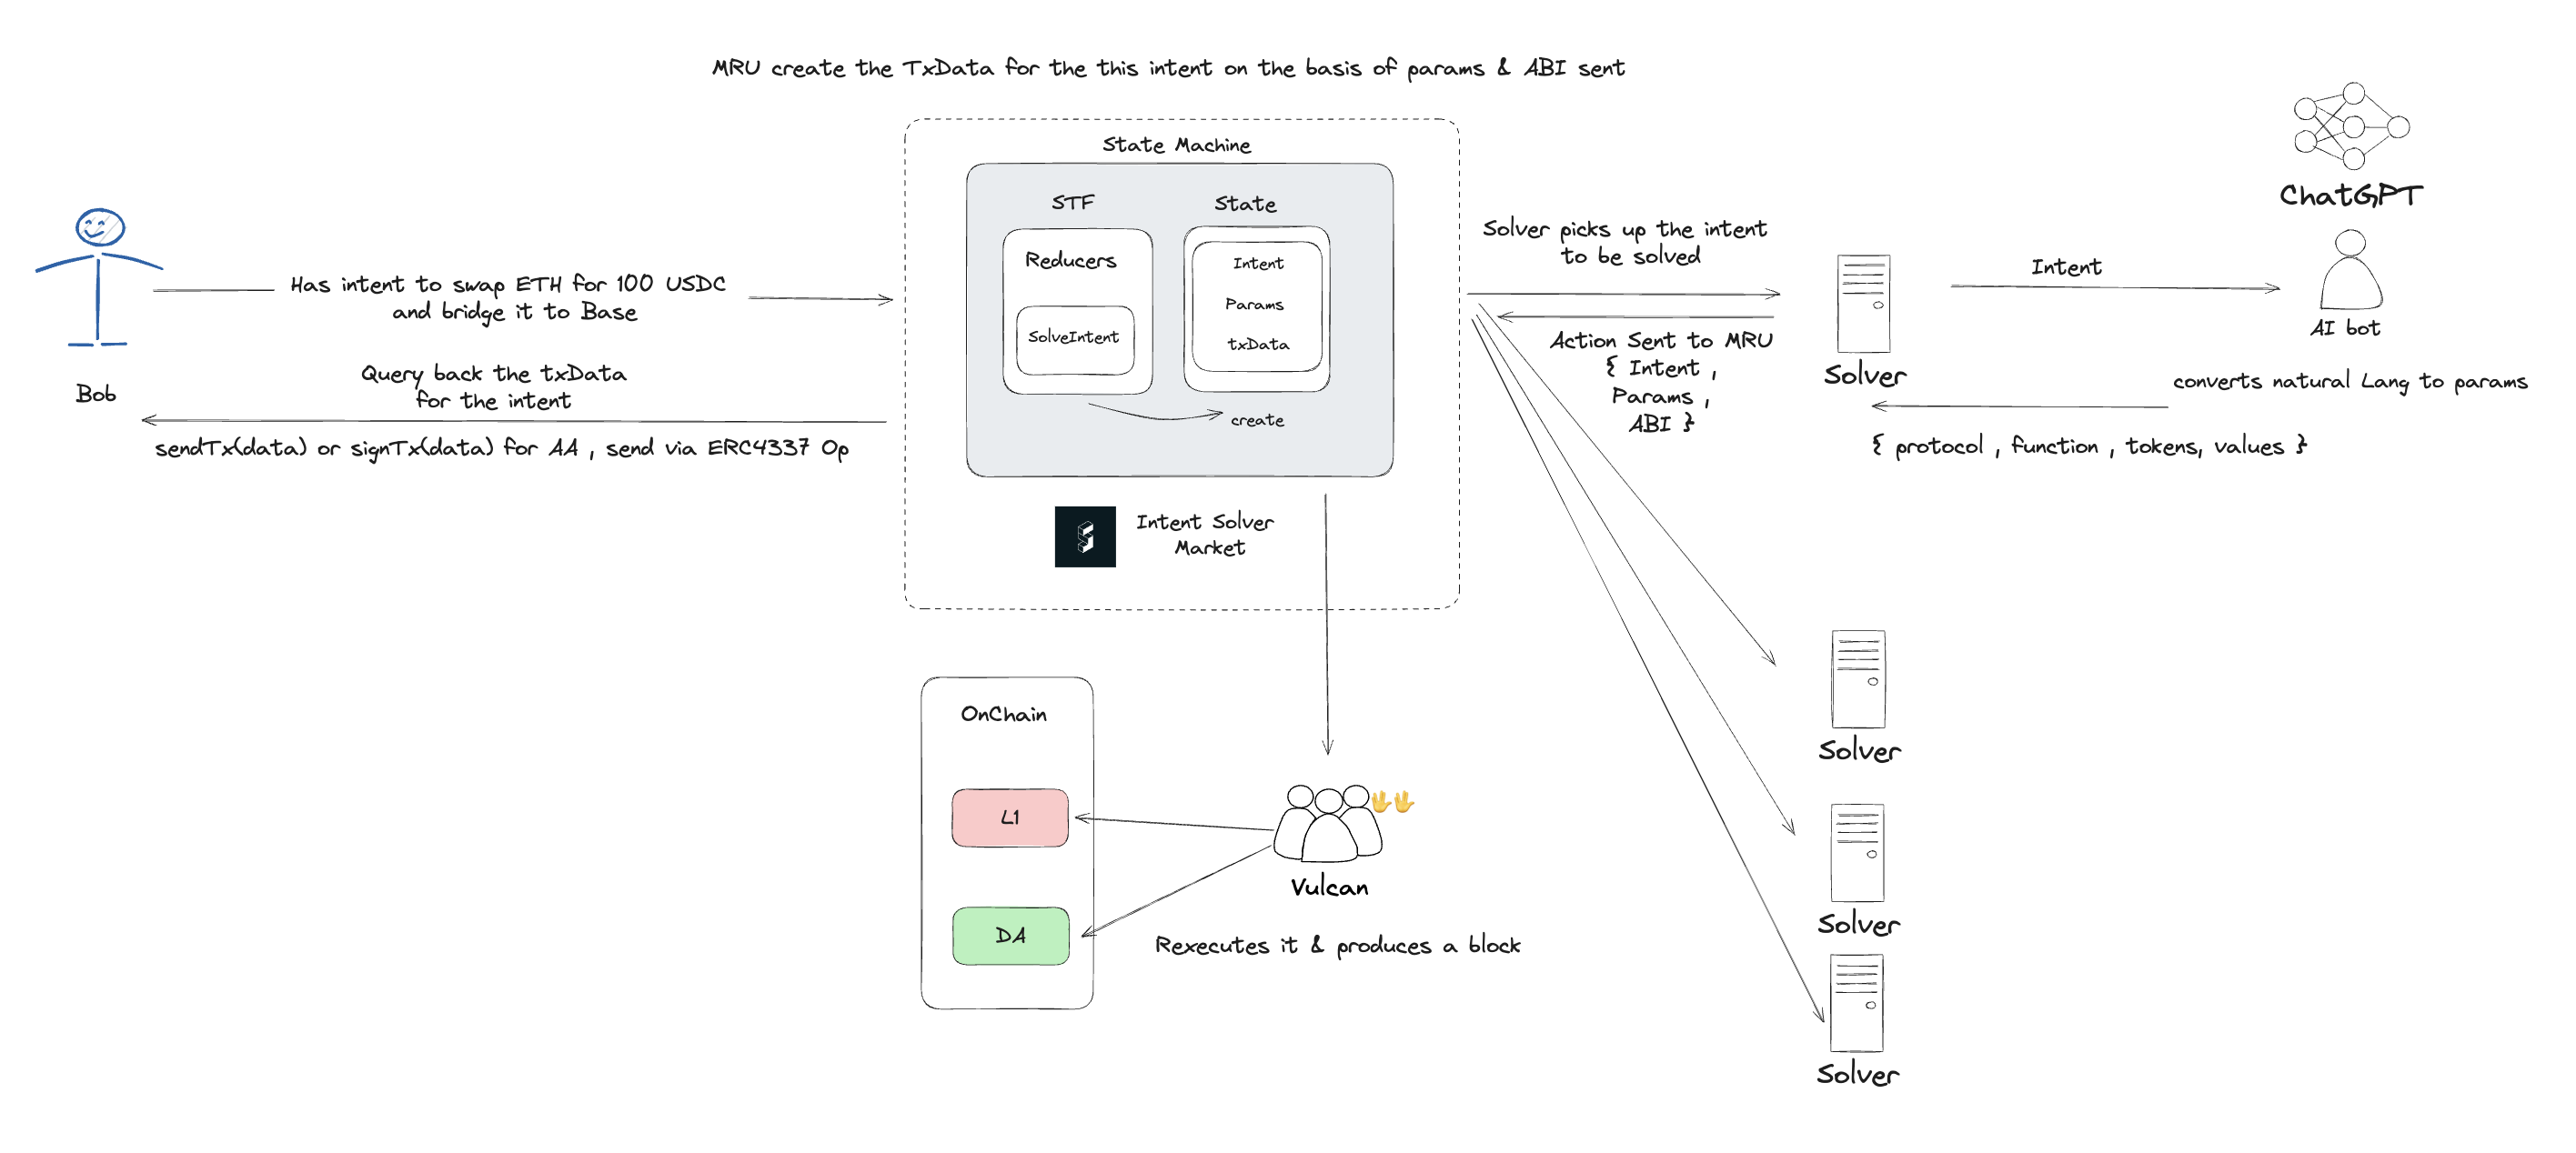 MRU create the TxData for the this intent on the basis of params & ABI sent
Has intent to swap ETH for 100 USDC
and bridge it to Base
Bob
Query back the txData
for the intent
sendTx(data) or signTx(data) for AA , send via ERC4337 Op
State Machine
STF
Reducers
SolveIntent
State
Intent
Params
txData
create
Intent Solver
Market
Solver picks up the intent
to be solved
Action Sent to MRU
{ Intent ,
Params ,
ABI }
Solver
Intent
ChatGPT
AI bot
converts natural Lang to params
{ protocol , function , tokens, values }
OnChain
L1
DA
Vulcan
Rexecutes it & produces a block
Solver
Solver
Solver